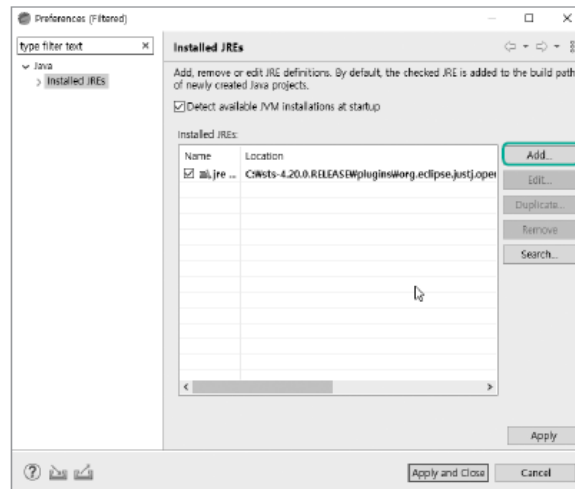 Preferences (Filtered)
type filter text
Java
Installed JREs
Installed JREs
Add, remove or edit JRE definitions. By default, the checked JRE is added to the build path
of newly created Java projects.
Detect available JVM installations at startup
Installed JREs:
Name Location
jre ... C:₩sts-4.20.0.RELEASE₩plugins₩org.eclipse.justj.open
Add...
Edit...
Duplicate...
Remove
Search...
Apply
Apply and Close
Cancel